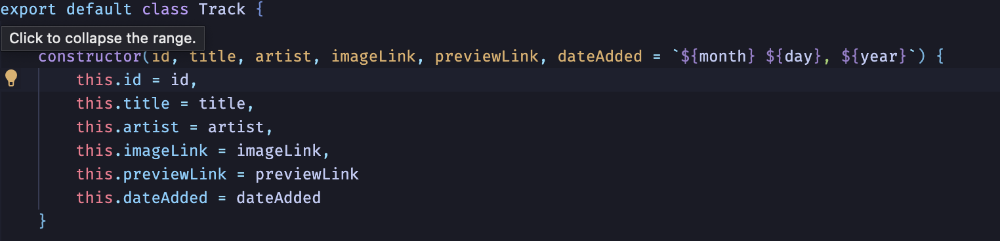 export default class Track {
Click to collapse the range.
constructor(id, title, artist, imageLink, previewLink, dateAdded = `${month} ${day}, ${year}`) {
this.id = id,
this.title = title,
this.artist = artist,
this.imageLink = imageLink,
this.previewLink = previewLink
this.dateAdded = dateAdded
}